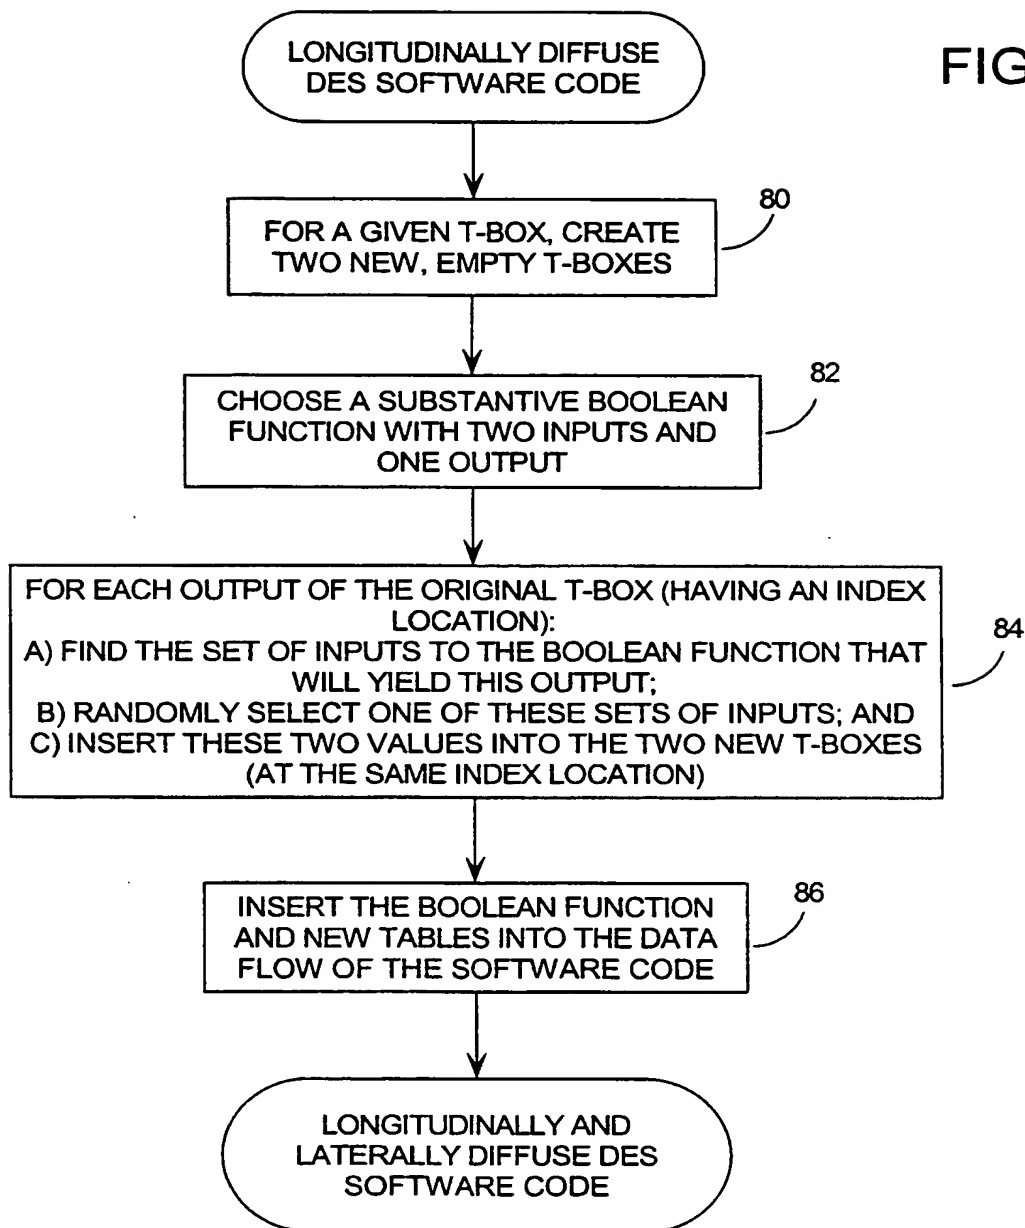 LONGITUDINALLY DIFFUSE
DES SOFTWARE CODE
FIG
80
FOR A GIVEN T-BOX, CREATE
TWO NEW, EMPTY T-BOXES
82
CHOOSE A SUBSTANTIVE BOOLEAN
FUNCTION WITH TWO INPUTS AND
ONE OUTPUT
84
FOR EACH OUTPUT OF THE ORIGINAL T-BOX (HAVING AN INDEX
LOCATION):
A) FIND THE SET OF INPUTS TO THE BOOLEAN FUNCTION THAT
WILL YIELD THIS OUTPUT;
B) RANDOMLY SELECT ONE OF THESE SETS OF INPUTS; AND
C) INSERT THESE TWO VALUES INTO THE TWO NEW T-BOXES
(AT THE SAME INDEX LOCATION)
86
INSERT THE BOOLEAN FUNCTION
AND NEW TABLES INTO THE DATA
FLOW OF THE SOFTWARE CODE
LONGITUDINALLY AND
LATERALLY DIFFUSE DES
SOFTWARE CODE